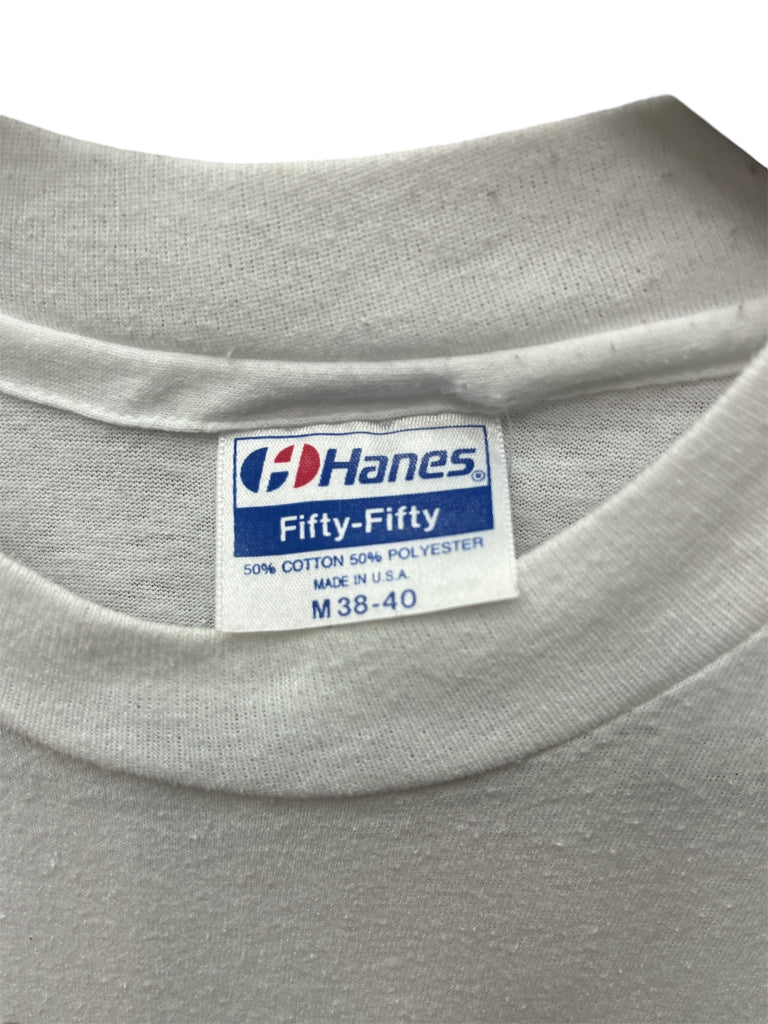 Hanes®
Fifty-Fifty
50% COTTON 50% POLYESTER
MADE IN U.S.A.
M 38-40